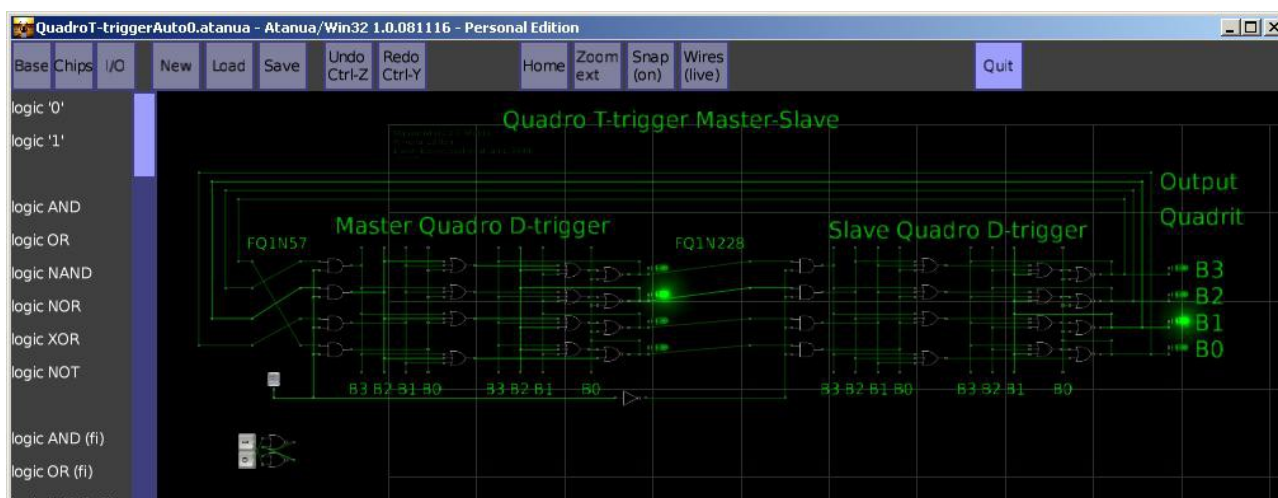 QuadroT-triggerAuto0.atanua - Atanua/Win32 1.0.081116 - Personal Edition
Base Chips I/O New Load Save Undo Ctrl-Z Redo Ctrl-Y Home Zoom ext Snap (on) Wires (live) Quit
logic '0'
logic '1'
logic AND
logic OR
logic NAND
logic NOR
logic XOR
logic NOT
logic AND (fi)
logic OR (fi)
Quadro T-trigger Master-Slave
Output
Quadrit
Master Quadro D-trigger
Slave Quadro D-trigger
FQ1N57
FQ1N228
B3
B2
B1
B0
B3 B2 B1 B0
B3 B2 B1 B0
B3 B2 B1 B0
B3 B2 B1 B0
1
0